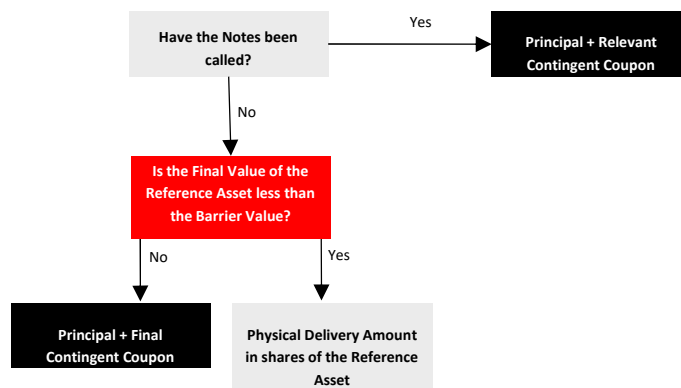 Have the Notes been
called?
Yes
Principal + Relevant
Contingent Coupon
No
Is the Final Value of the
Reference Asset less than
the Barrier Value?
No
Yes
Principal + Final
Contingent Coupon
Physical Delivery Amount
in shares of the Reference
Asset